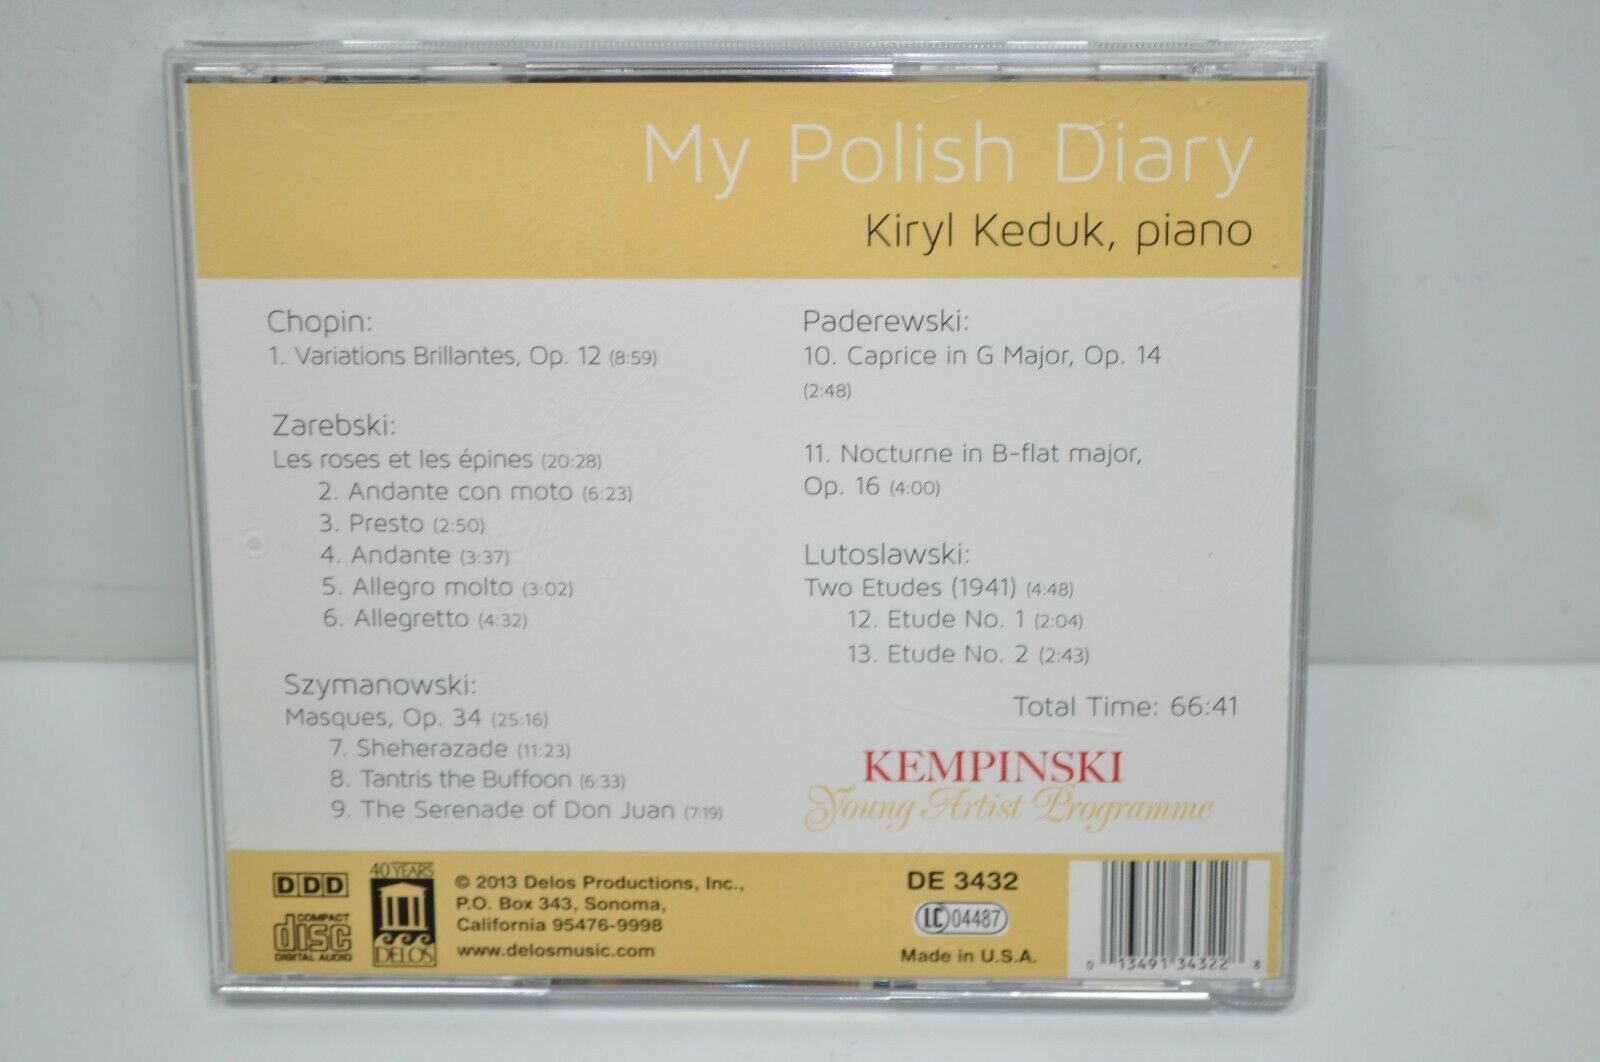 My Polish Diary
Kiryl Keduk, piano
Chopin:
1. Variations Brillantes, Op. 12 (8:59)
Zarebski:
Les roses et les épines (20:28)
2. Andante con moto (6:23)
3. Presto (2:50)
4. Andante (3:37)
5. Allegro molto (3:02)
6. Allegretto (4:32)
Szymanowski:
Masques, Op. 34 (25:16)
7. Sheherazade (11:23)
8. Tantris the Buffoon (6:33)
9. The Serenade of Don Juan (7:19)
Paderewski:
10. Caprice in G Major, Op. 14
(2:48)
11. Nocturne in B-flat major,
Op. 16 (4:00)
Lutoslawski:
Two Etudes (1941) (4:48)
12. Etude No. 1 (2:04)
13. Etude No. 2 (2:43)
Total Time: 66:41
KEMPINSKI
Young Artist Programme
DDD
COMPACT
disc
DIGITAL AUDIO
40 YEARS
DELOS
© 2013 Delos Productions, Inc.,
P.O. Box 343, Sonoma,
California 95476-9998
www.delosmusic.com
DE 3432
LC 04487
Made in U.S.A.
0 13491 34322 8